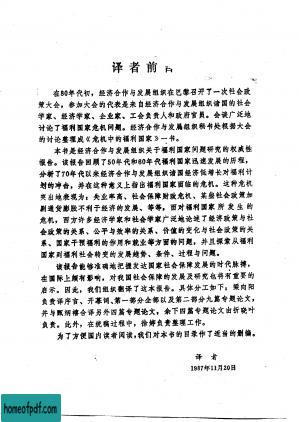 译者前言
在80年代初，经济合作与发展组织在巴黎召开了一次社会政
策大会，参加大会的代表是来自经济合作与发展组织诸国的社会
学家、经济学家、企业家、工会负责人和政府官员。会议广泛地讨
论了福利国家危机问题。经济合作与发展组织秘书处根据大会
的讨论整理成《危机中的福利国家》一书。
本书是经济合作与发展组织关于福利国家问题研究的权威性
报告。该报告回顾了50年代和60年代福利国家迅速发展的历程，
分析了70年代以来经济合作与发展组织诸国经济低增长对福利计
划的冲击，并在这种意义上指出福利国家面临的危机。这种危机
突出地表现为：失业率高、社会保障财政危机、某些社会政策加
剧通货膨胀不利于经济的发展、等等。面对福利国家所发生的
危机，西方许多经济学家和社会学家广泛地论述了经济政策与社
会政策的关系、公平与效率的关系、价值的变化与社会政策的关
系、国家干预福利的作用和就业等方面的问题，并且探索从福利
国家到福利社会转变的发展趋势、条件、过程与问题。
该报告能够准确地把握发达国家社会保障发展的时代脉搏，
在国际上颇有影响。对我国社会保障的发展及研究也具有重要的
启示。因此，我们组织翻译了这本报告。具体分工如下：梁向阳
负责译序言、开幕词、第一部分全部以及第二部分九篇专题论文，
并与甄炳禧合译另外四篇专题论文，余下四篇专题论文由折晓叶
负责。此外，在统稿过程中，徐婷负责整理工作。
为了方便国内读者阅读，我们对本书的目录作了适当的删编。
译 者
1987年11月20日
homeofpdf.com